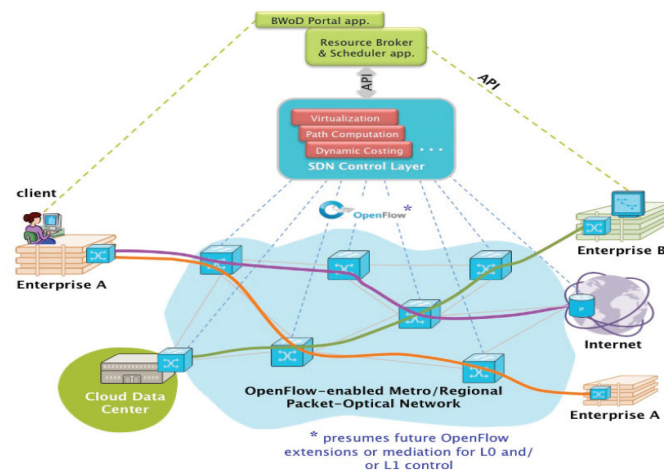 BWoD Portal app.
Resource Broker
& Scheduler app.
API
API
Virtualization
Path Computation
Dynamic Costing
...
SDN Control Layer
client
OpenFlow *
Enterprise A
Enterprise B
Internet
Cloud Data
Center
OpenFlow-enabled Metro/Regional
Packet-Optical Network
Enterprise A
* presumes future OpenFlow
extensions or mediation for L0 and/
or L1 control